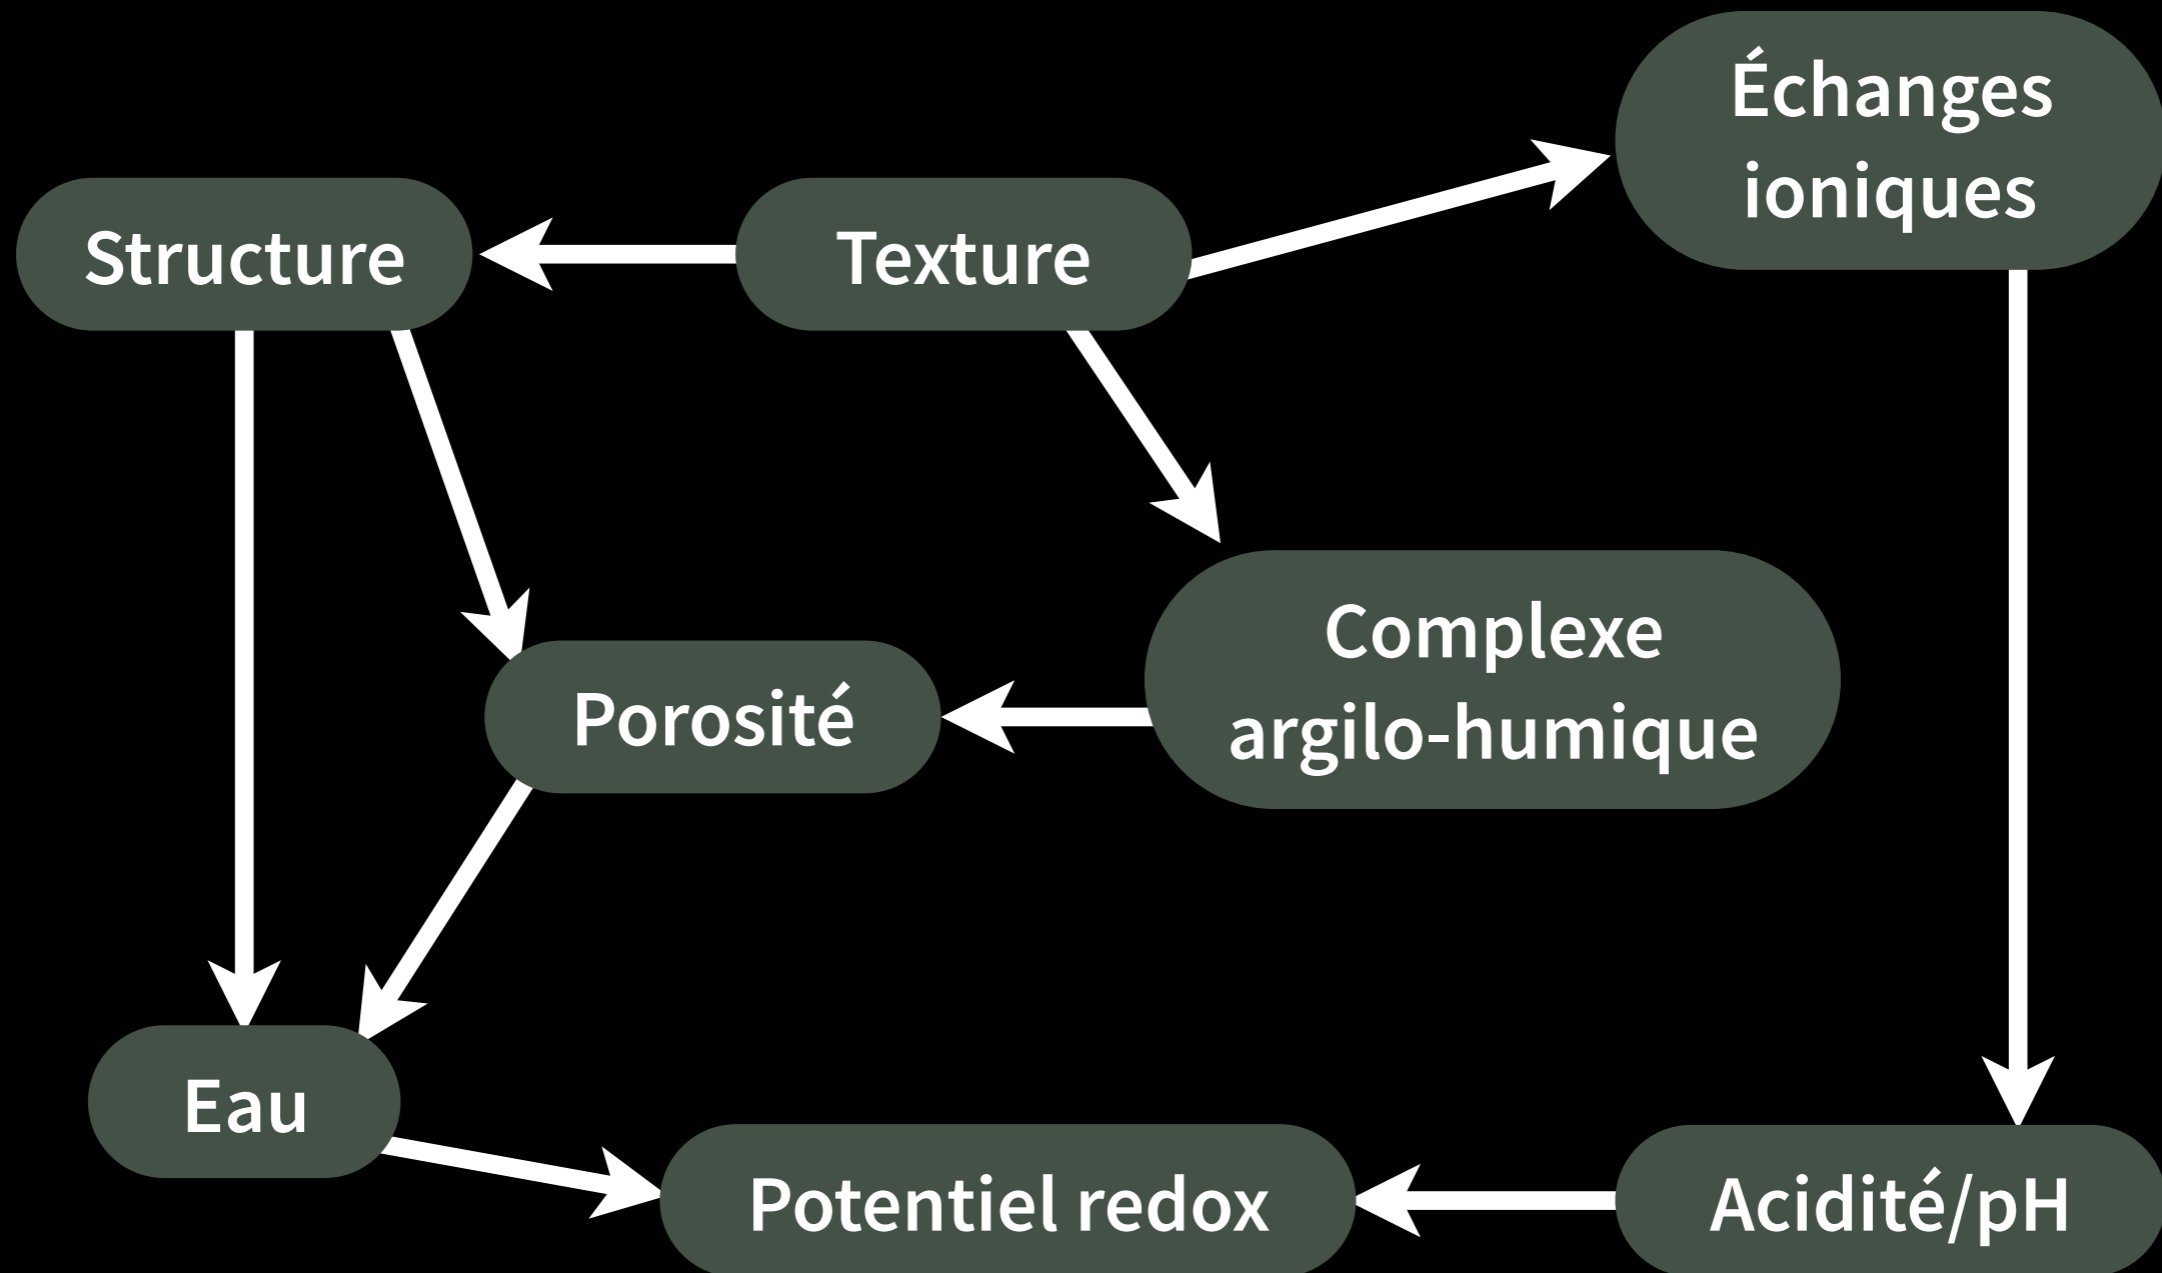 Échanges
ioniques
Structure
Texture
Complexe
argilo-humique
Porosité
Eau
Potentiel redox
Acidité/pH